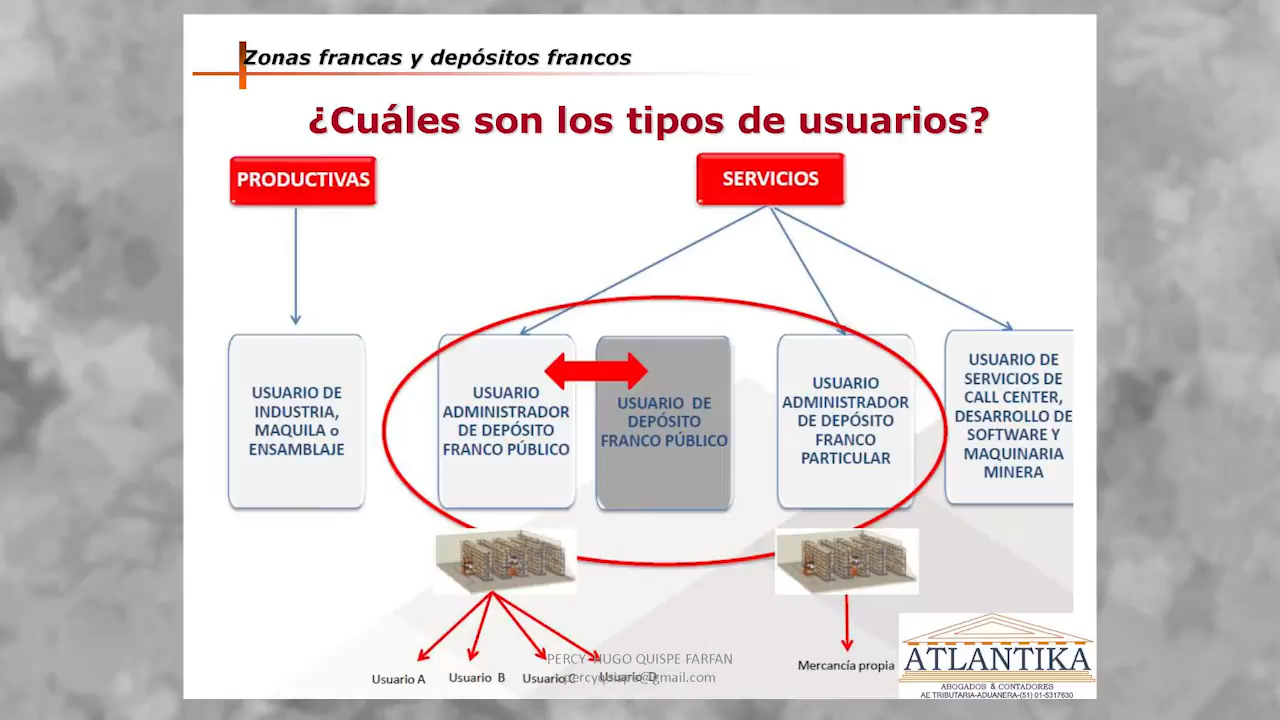 Zonas francas y depósitos francos
¿Cuáles son los tipos de usuarios?
PRODUCTIVAS
SERVICIOS
USUARIO DE
INDUSTRIA,
MAQUILA o
ENSAMBLAJE
USUARIO
ADMINISTRADOR
DE DEPÓSITO
FRANCO PÚBLICO
USUARIO DE
DEPÓSITO
FRANCO PÚBLICO
USUARIO
ADMINISTRADOR
DE DEPÓSITO
FRANCO
PARTICULAR
USUARIO DE
SERVICIOS DE
CALL CENTER,
DESARROLLO DE
SOFTWARE Y
MAQUINARIA
MINERA
Usuario A
Usuario B
Usuario C
Usuario D
Mercancía propia
PERCY HUGO QUISPE FARFAN
percyquispe@gmail.com
ATLANTIKA
ABOGADOS & CONTADORES
AE.TRIBUTARIA-ADUANERA-(51) 01-5317630